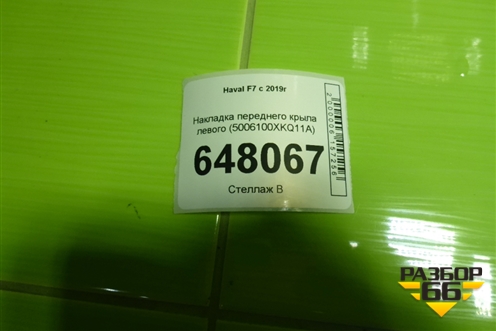 Haval F7 с 2019г
Накладка переднего крыла
левого (5006100XKQ11A)
648067
Стеллаж B
РАЗБОР
66